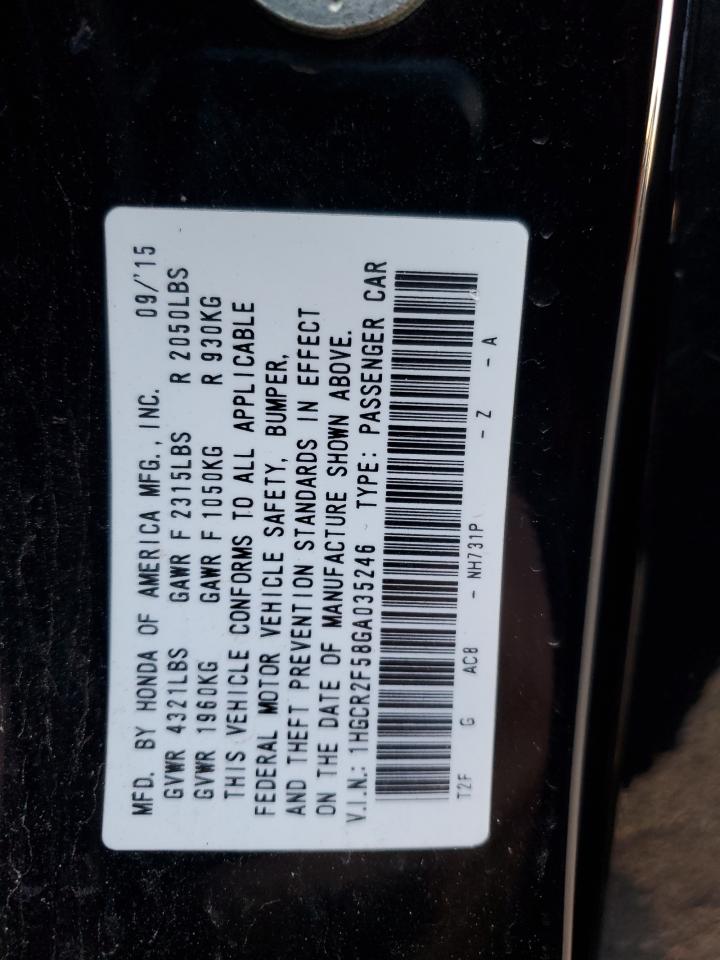 MFD. BY HONDA OF AMERICA MFG., INC. 09/'15
GVWR 4321LBS GAWR F 2315LBS R 2050LBS
GVWR 1960KG GAWR F 1050KG R 930KG
THIS VEHICLE CONFORMS TO ALL APPLICABLE
FEDERAL MOTOR VEHICLE SAFETY, BUMPER,
AND THEFT PREVENTION STANDARDS IN EFFECT
ON THE DATE OF MANUFACTURE SHOWN ABOVE.
V.I.N.: 1HGCR2F58GA035246 TYPE: PASSENGER CAR
T2F G AC8 - NH731P - Z - A